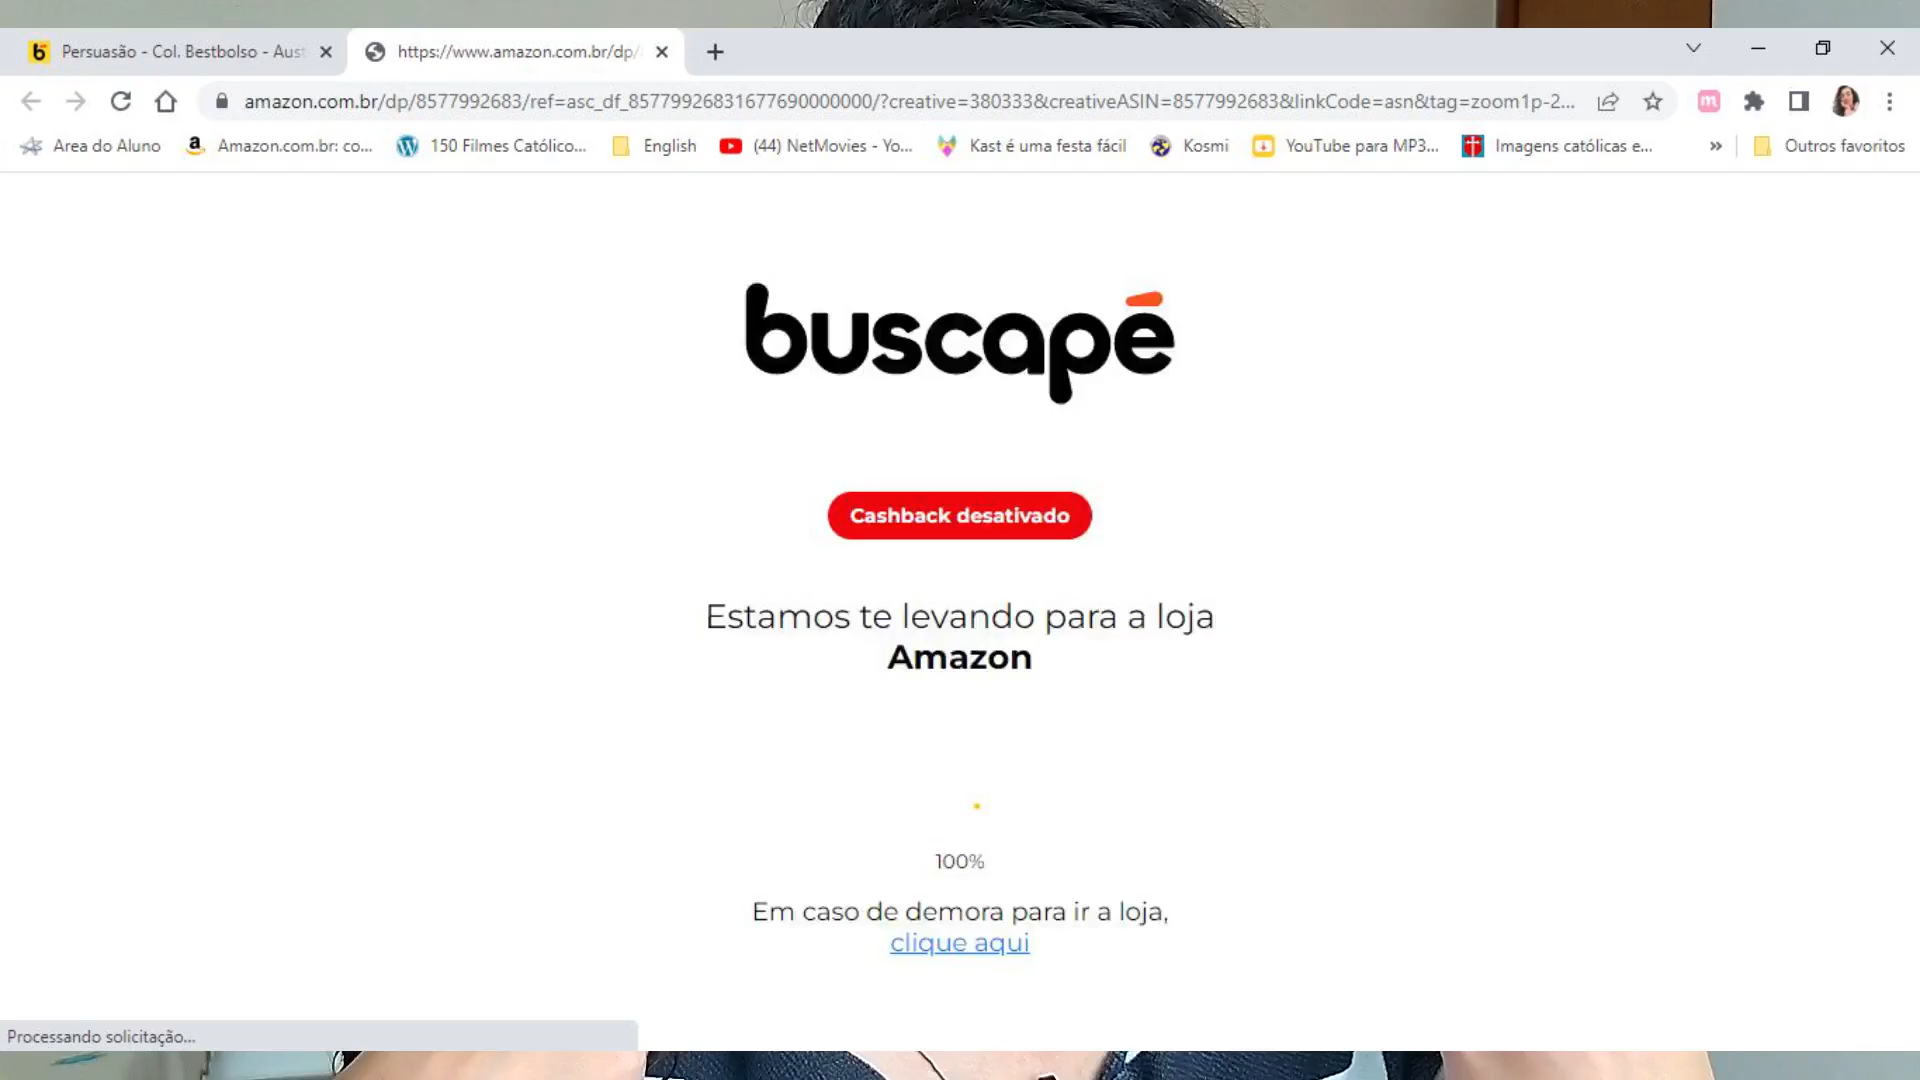 Persuasão - Col. Bestbolso - Aust
https://www.amazon.com.br/dp/
amazon.com.br/dp/8577992683/ref=asc_df_85779926831677690000000/?creative=380333&creativeASIN=8577992683&linkCode=asn&tag=zoom1p-2...
Area do Aluno
Amazon.com.br: co...
150 Filmes Católico...
English
(44) NetMovies - Yo...
Kast é uma festa fácil
Kosmi
YouTube para MP3...
Imagens católicas e...
Outros favoritos
buscapé
Cashback desativado
Estamos te levando para a loja
Amazon
100%
Em caso de demora para ir a loja,
clique aqui
Processando solicitação...